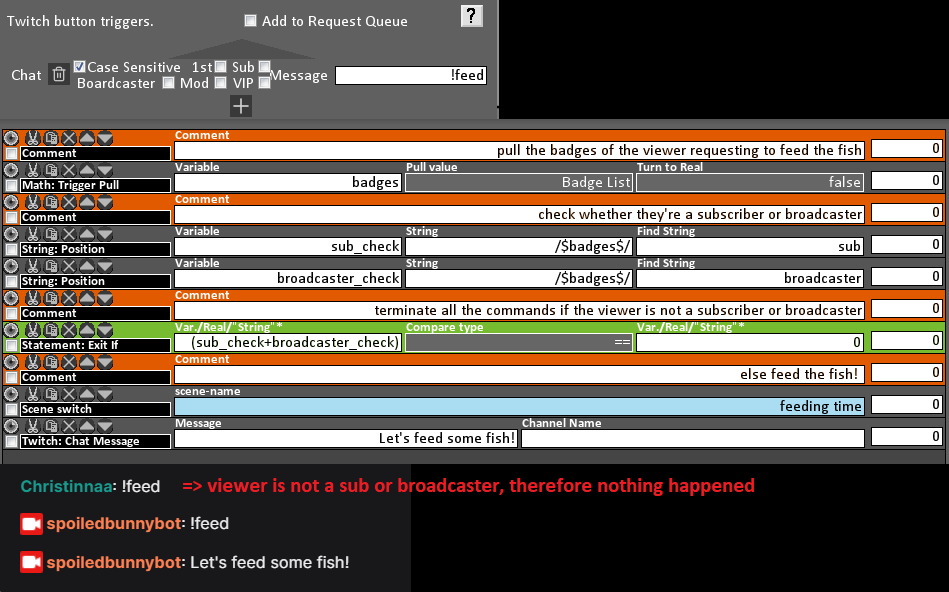 Twitch button triggers.
Add to Request Queue
?
Chat
Case Sensitive 1st Sub
Boardcaster Mod VIP
Message
!feed
Comment
Comment
pull the badges of the viewer requesting to feed the fish
0
Variable Pull value Turn to Real
Math: Trigger Pull
badges Badge List false 0
Comment
Comment
check whether they're a subscriber or broadcaster
0
Variable String Find String
String: Position
sub_check /$badges$/ sub 0
Variable String Find String
String: Position
broadcaster_check /$badges$/ broadcaster 0
Comment
Comment
terminate all the commands if the viewer is not a subscriber or broadcaster
0
Var./Real/"String"* Compare type Var./Real/"String"*
Statement: Exit If
(sub_check+broadcaster_check) == 0 0
Comment
Comment
else feed the fish!
0
scene-name
Scene switch
feeding time
0
Message Channel Name
Twitch: Chat Message
Let's feed some fish!
0
Christinnaa: !feed => viewer is not a sub or broadcaster, therefore nothing happened
spoiledbunnybot: !feed
spoiledbunnybot: Let's feed some fish!